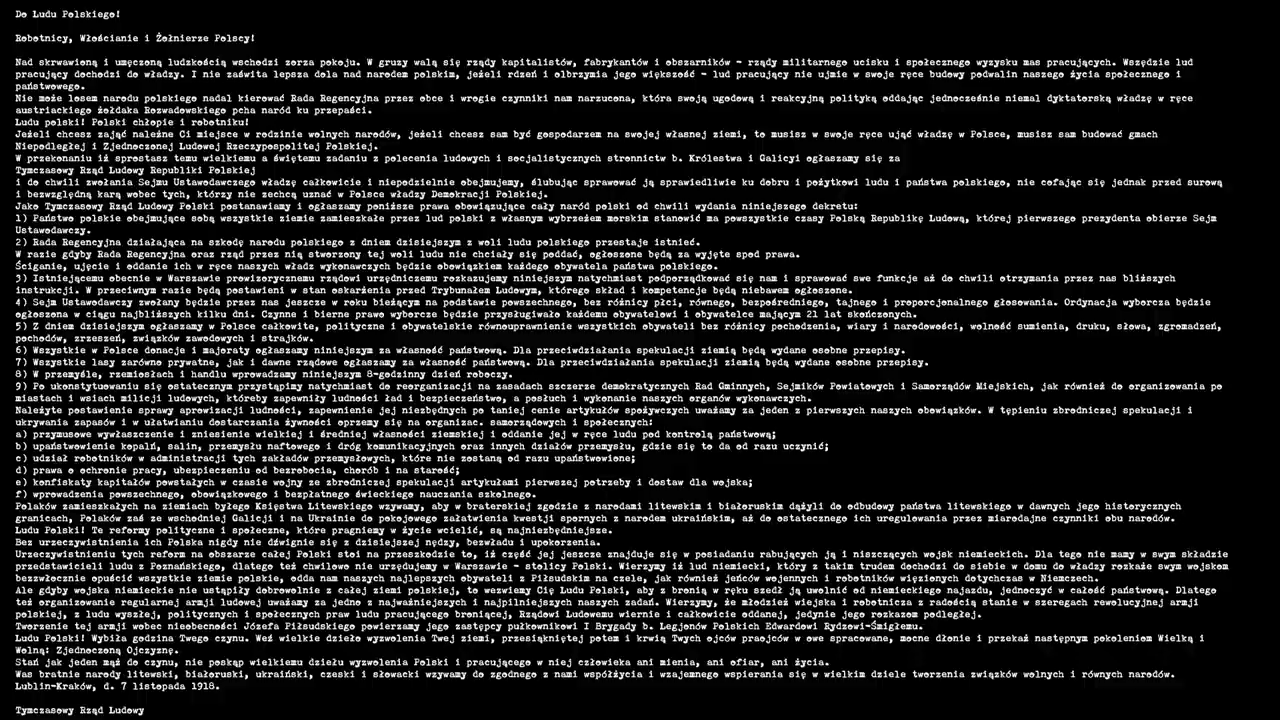 Do Ludu Polskiego!
Robotnicy, Włościanie i Żołnierze Polscy!
Nad skrwawioną i umęczoną ludzkością wschodzi zorza pokoju. W gruzy walą się rządy kapitalistów, fabrykantów i obszarników - rządy militarnego ucisku i społecznego wyzysku mas pracujących. Wszędzie lud
pracujący dochodzi do władzy. I nie zaświta lepsza dola nad narodem polskim, jeżeli rdzeń i olbrzymia jego większość - lud pracujący nie ujmie w swoje ręce budowy podwalin naszego życia społecznego i
państwowego.
Nie może losem narodu polskiego nadal kierować Rada Regencyjna przez obce i wrogie czynniki nam narzucona, która swoją ugodową i reakcyjną polityką oddając jednocześnie niemal dyktatorską władzę w ręce
austriackiego żołdaka Rozwadowskiego pcha naród ku przepaści.
Ludu polski! Polski chłopie i robotniku!
Jeżeli chcesz zająć należne Ci miejsce w rodzinie wolnych narodów, jeżeli chcesz sam być gospodarzem na swojej własnej ziemi, to musisz w swoje ręce ująć władzę w Polsce, musisz sam budować gmach
Niepodległej i Zjednoczonej Ludowej Rzeczypospolitej Polskiej.
W przekonaniu iż sprostasz temu wielkiemu a świętemu zadaniu z polecenia ludowych i socjalistycznych stronnictw b. Królestwa i Galicyi ogłaszamy się za
Tymczasowy Rząd Ludowy Republiki Polskiej
i do chwili zwołania Sejmu Ustawodawczego władzę całkowicie i niepodzielnie obejmujemy, ślubując sprawować ją sprawiedliwie ku dobru i pożytkowi ludu i państwa polskiego, nie cofając się jednak przed surową
i bezwzględną karą wobec tych, którzy nie zechcą uznać w Polsce władzy Demokracji Polskiej.
Jako Tymczasowy Rząd Ludowy Polski postanawiamy i ogłaszamy poniższe prawa obowiązujące cały naród polski od chwili wydania niniejszego dekretu:
1) Państwo polskie obejmujące sobą wszystkie ziemie zamieszkałe przez lud polski z własnym wybrzeżem morskim stanowić ma powszystkie czasy Polską Republikę Ludową, której pierwszego prezydenta obierze Sejm
Ustawodawczy.
2) Rada Regencyjna działająca na szkodę narodu polskiego z dniem dzisiejszym z woli ludu polskiego przestaje istnieć.
W razie gdyby Rada Regencyjna oraz rząd przez nią stworzony tej woli ludu nie chciały się poddać, ogłoszone będą za wyjęte spod prawa.
Ściganie, ujęcie i oddanie ich w ręce naszych władz wykonawczych będzie obowiązkiem każdego obywatela państwa polskiego.
3) Istniejącemu obecnie w Warszawie prowizorycznemu rządowi urzędniczemu rozkazujemy niniejszym natychmiast podporządkować się nam i sprawować swe funkcje aż do chwili otrzymania przez nas bliższych
instrukcji. W przeciwnym razie będą postawieni w stan oskarżenia przed Trybunałem Ludowym, którego skład i kompetencje będą niebawem ogłoszone.
4) Sejm Ustawodawczy zwołany będzie przez nas jeszcze w roku bieżącym na podstawie powszechnego, bez różnicy płci, równego, bezpośredniego, tajnego i proporcjonalnego głosowania. Ordynacja wyborcza będzie
ogłoszona w ciągu najbliższych kilku dni. Czynne i bierne prawo wyborcze będzie przysługiwało każdemu obywatelowi i obywatelce mającym 21 lat skończonych.
5) Z dniem dzisiejszym ogłaszamy w Polsce całkowite, polityczne i obywatelskie równouprawnienie wszystkich obywateli bez różnicy pochodzenia, wiary i narodowości, wolność sumienia, druku, słowa, zgromadzeń,
pochodów, zrzeszeń, związków zawodowych i strajków.
6) Wszystkie w Polsce donacje i majoraty ogłaszamy niniejszym za własność państwową. Dla przeciwdziałania spekulacji ziemią będą wydane osobne przepisy.
7) Wszystkie lasy zarówno prywatne, jak i dawne rządowe ogłaszamy za własność państwową. Dla przeciwdziałania spekulacji ziemią będą wydane osobne przepisy.
8) W przemyśle, rzemiosłach i handlu wprowadzamy niniejszym 8-godzinny dzień roboczy.
9) Po ukonstytuowaniu się ostatecznym przystąpimy natychmiast do reorganizacji na zasadach szczerze demokratycznych Rad Gminnych, Sejmików Powiatowych i Samorządów Miejskich, jak również do organizowania po
miastach i wsiach milicji ludowych, któreby zapewniły ludności ład i bezpieczeństwo, a posłuch i wykonanie naszych organów wykonawczych.
Należyte postawienie sprawy aprowizacji ludności, zapewnienie jej niezbędnych po taniej cenie artykułów spożywczych uważamy za jeden z pierwszych naszych obowiązków. W tępieniu zbrodniczej spekulacji i
ukrywania zapasów i w ułatwianiu dostarczania żywności oprzemy się na organizac. samorządowych i społecznych:
a) przymusowe wywłaszczenie i zniesienie wielkiej i średniej własności ziemskiej i oddanie jej w ręce ludu pod kontrolą państwową;
b) upaństwowienie kopalń, salin, przemysłu naftowego i dróg komunikacyjnych oraz innych działów przemysłu, gdzie się to da od razu uczynić;
c) udział robotników w administracji tych zakładów przemysłowych, które nie zostaną od razu upaństwowione;
d) prawo o ochronie pracy, ubezpieczeniu od bezrobocia, chorób i na starość;
e) konfiskaty kapitałów powstałych w czasie wojny ze zbrodniczej spekulacji artykułami pierwszej potrzeby i dostaw dla wojska;
f) wprowadzenia powszechnego, obowiązkowego i bezpłatnego świeckiego nauczania szkolnego.
Polaków zamieszkałych na ziemiach byłego Księstwa Litewskiego wzywamy, aby w braterskiej zgodzie z narodami litewskim i białoruskim dążyli do odbudowy państwa litewskiego w dawnych jego historycznych
granicach, Polaków zaś ze wschodniej Galicji i na Ukrainie do pokojowego załatwienia kwestji spornych z narodem ukraińskim, aż do ostatecznego ich uregulowania przez miarodajne czynniki obu narodów.
Ludu Polski! Te reformy polityczne i społeczne, które pragniemy w życie wcielić, są najniezbędniejsze.
Bez urzeczywistnienia ich Polska nigdy nie dźwignie się z dzisiejszej nędzy, bezwładu i upokorzenia.
Urzeczywistnieniu tych reform na obszarze całej Polski stoi na przeszkodzie to, iż część jej jeszcze znajduje się w posiadaniu rabujących ją i niszczących wojsk niemieckich. Dla tego nie mamy w swym składzie
przedstawicieli ludu z Poznańskiego, dlatego też chwilowo nie urzędujemy w Warszawie - stolicy Polski. Wierzymy iż lud niemiecki, który z takim trudem dochodzi do siebie w domu do władzy rozkaże swym wojskom
bezzwłocznie opuścić wszystkie ziemie polskie, odda nam naszych najlepszych obywateli z Piłsudskim na czele, jak również jeńców wojennych i robotników więzionych dotychczas w Niemczech.
Ale gdyby wojska niemieckie nie ustąpiły dobrowolnie z całej ziemi polskiej, to wezwiemy Cię Ludu Polski, aby z bronią w ręku szedł ją uwolnić od niemieckiego najazdu, jednoczyć w całość państwową. Dlatego
też organizowanie regularnej armji ludowej uważamy za jedno z najważniejszych i najpilniejszych naszych zadań. Wierzymy, że młodzież wiejska i robotnicza z radością stanie w szeregach rewolucyjnej armji
polskiej, z ludu wyszłej, politycznych i społecznych praw ludu pracującego broniącej, Rządowi Ludowemu wiernie i całkowicie oddanej, jedynie jego rozkazom podległej.
Tworzenie tej armji wobec nieobecności Józefa Piłsudskiego powierzamy jego zastępcy pułkownikowi I Brygady b. Legjonów Polskich Edwardowi Rydzowi-Śmigłemu.
Ludu Polski! Wybiła godzina Twego czynu. Weź wielkie dzieło wyzwolenia Twej ziemi, przesiąkniętej potem i krwią Twych ojców praojców w owe spracowane, mocne dłonie i przekaż następnym pokoleniom Wielką i
Wolną: Zjednoczoną Ojczyznę.
Stań jak jeden mąż do czynu, nie poskąp wielkiemu dziełu wyzwolenia Polski i pracującego w niej człowieka ani mienia, ani ofiar, ani życia.
Was bratnie narody litewski, białoruski, ukraiński, czeski i słowacki wzywamy do zgodnego z nami współżycia i wzajemnego wspierania się w wielkim dziele tworzenia związków wolnych i równych narodów.
Lublin-Kraków, d. 7 listopada 1918.
Tymczasowy Rząd Ludowy